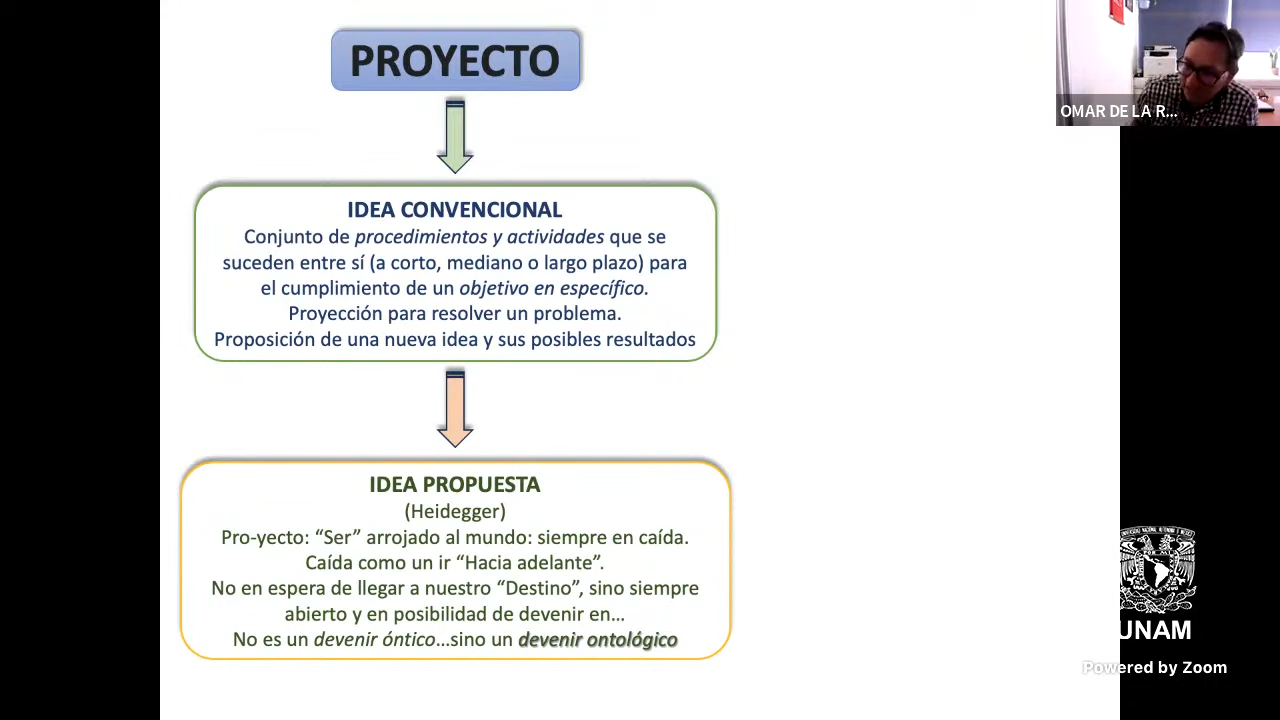 PROYECTO
OMAR DE LA R...
IDEA CONVENCIONAL
Conjunto de procedimientos y actividades que se
suceden entre sí (a corto, mediano o largo plazo) para
el cumplimiento de un objetivo en específico.
Proyección para resolver un problema.
Proposición de una nueva idea y sus posibles resultados
IDEA PROPUESTA
(Heidegger)
Pro-yecto: “Ser” arrojado al mundo: siempre en caída.
Caída como un ir “Hacia adelante”.
No en espera de llegar a nuestro “Destino”, sino siempre
abierto y en posibilidad de devenir en...
No es un devenir óntico...sino un devenir ontológico
UNAM
Powered by Zoom